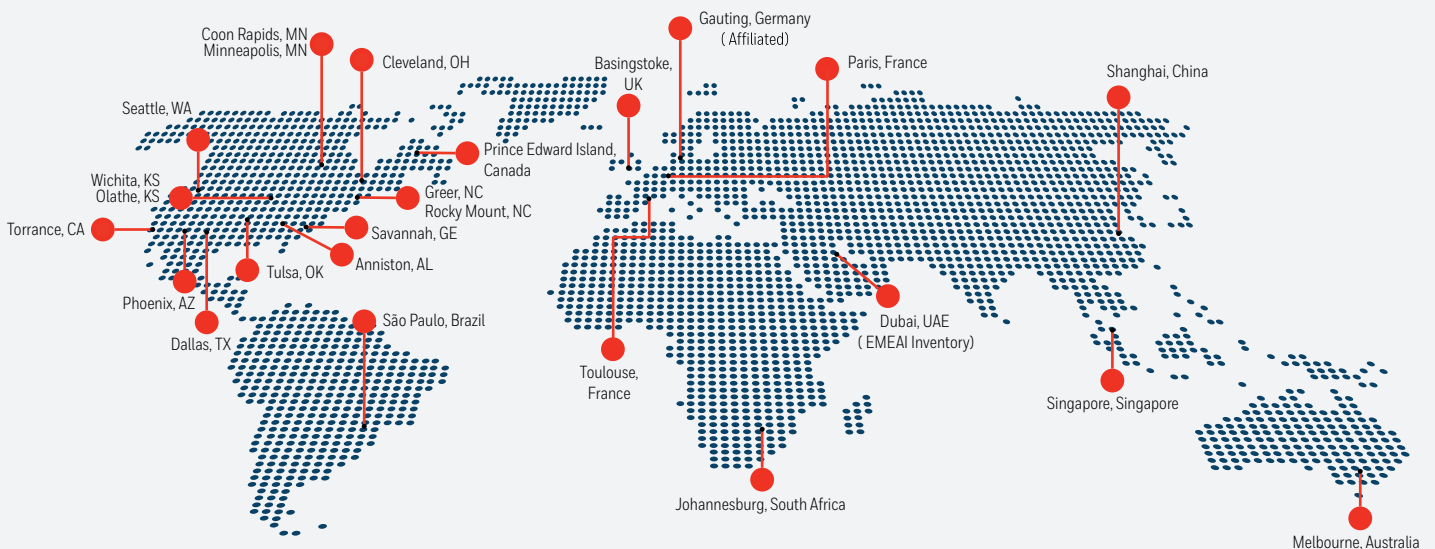 Coon Rapids, MN
Minneapolis, MN
Cleveland, OH
Seattle, WA
Wichita, KS
Olathe, KS
Torrance, CA
Phoenix, AZ
Dallas, TX
Tulsa, OK
Anniston, AL
Savannah, GE
Greer, NC
Rocky Mount, NC
Prince Edward Island,
Canada
São Paulo, Brazil
Basingstoke,
UK
Gauting, Germany
( Affiliated)
Paris, France
Toulouse,
France
Dubai, UAE
( EMEAI Inventory)
Johannesburg, South Africa
Shanghai, China
Singapore, Singapore
Melbourne, Australia